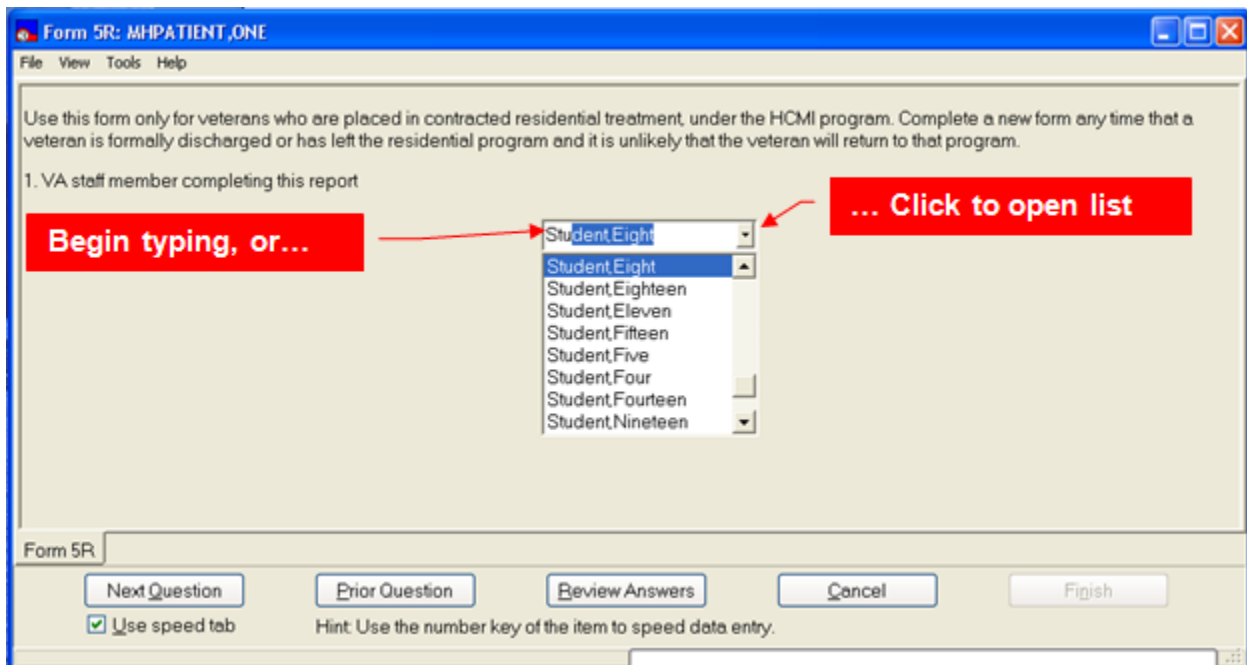 Form 5R: MHPATIENT,ONE
File View Tools Help
Use this form only for veterans who are placed in contracted residential treatment, under the HCMI program. Complete a new form any time that a
veteran is formally discharged or has left the residential program and it is unlikely that the veteran will return to that program.
1. VA staff member completing this report
... Click to open list
Begin typing, or...
Student,Eight
Student,Eight
Student,Eighteen
Student,Eleven
Student,Fifteen
Student,Five
Student,Four
Student,Fourteen
Student,Nineteen
Form 5R
Next Question Prior Question Review Answers Cancel Finish
Use speed tab Hint: Use the number key of the item to speed data entry.